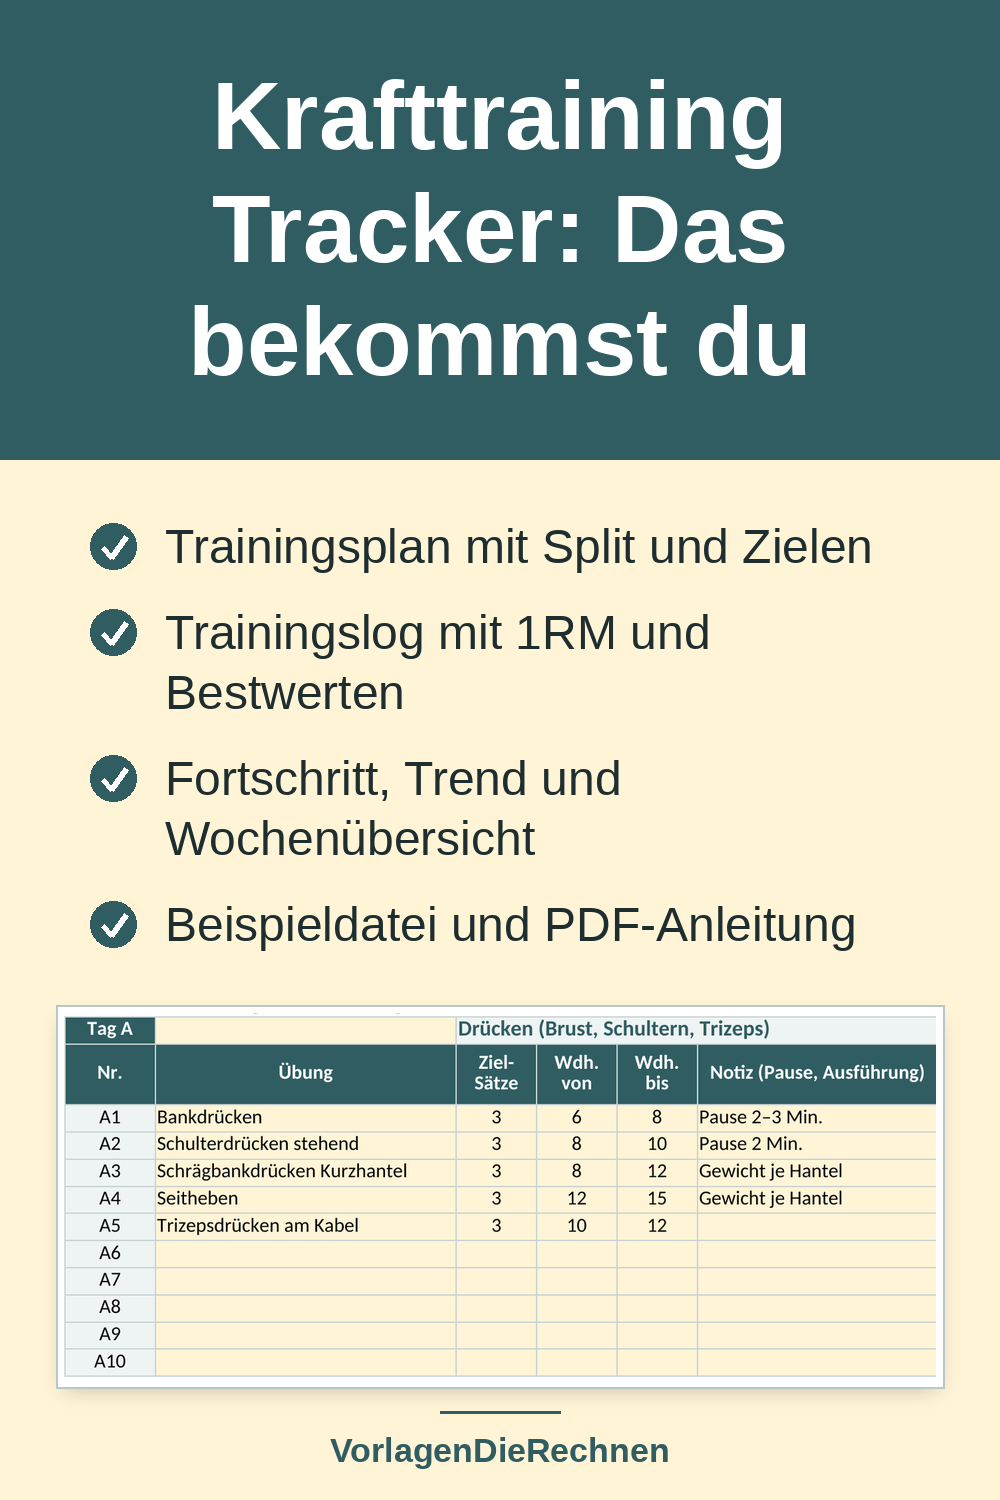 Krafttraining
Tracker: Das
bekommst du
Trainingsplan mit Split und Zielen
Trainingslog mit 1RM und
Bestwerten
Fortschritt, Trend und
Wochenübersicht
Beispieldatei und PDF-Anleitung
Tag A Drücken (Brust, Schultern, Trizeps)
Nr. Übung Ziel-Sätze Wdh. von Wdh. bis Notiz (Pause, Ausführung)
A1 Bankdrücken 3 6 8 Pause 2–3 Min.
A2 Schulterdrücken stehend 3 8 10 Pause 2 Min.
A3 Schrägbankdrücken Kurzhantel 3 8 12 Gewicht je Hantel
A4 Seitheben 3 12 15 Gewicht je Hantel
A5 Trizepsdrücken am Kabel 3 10 12
A6
A7
A8
A9
A10
VorlagenDieRechnen